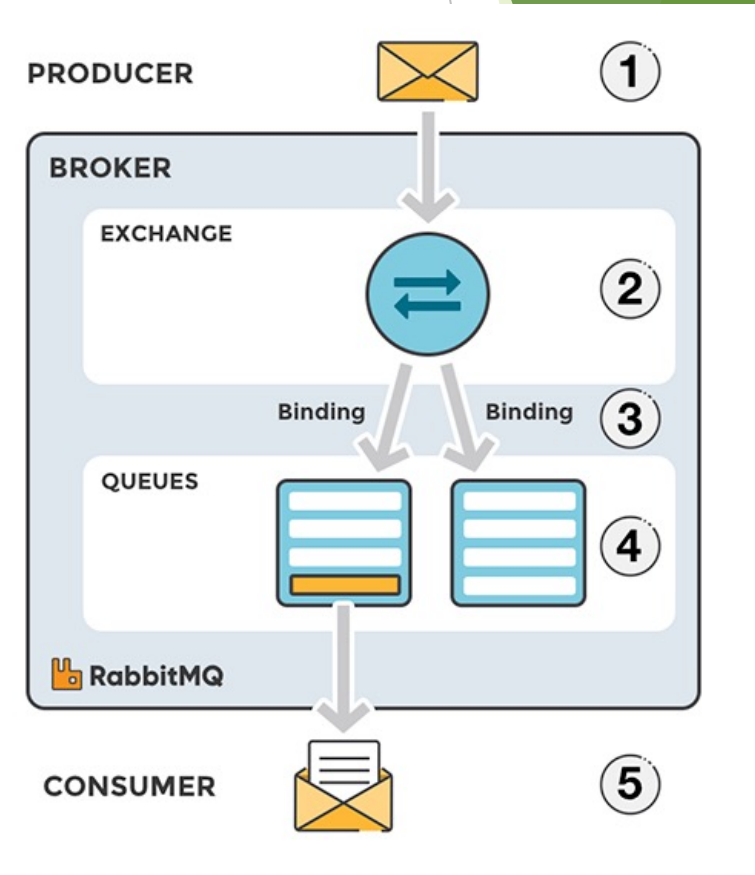 PRODUCER
1
BROKER
EXCHANGE
2
Binding
Binding
3
QUEUES
4
RabbitMQ
CONSUMER
5